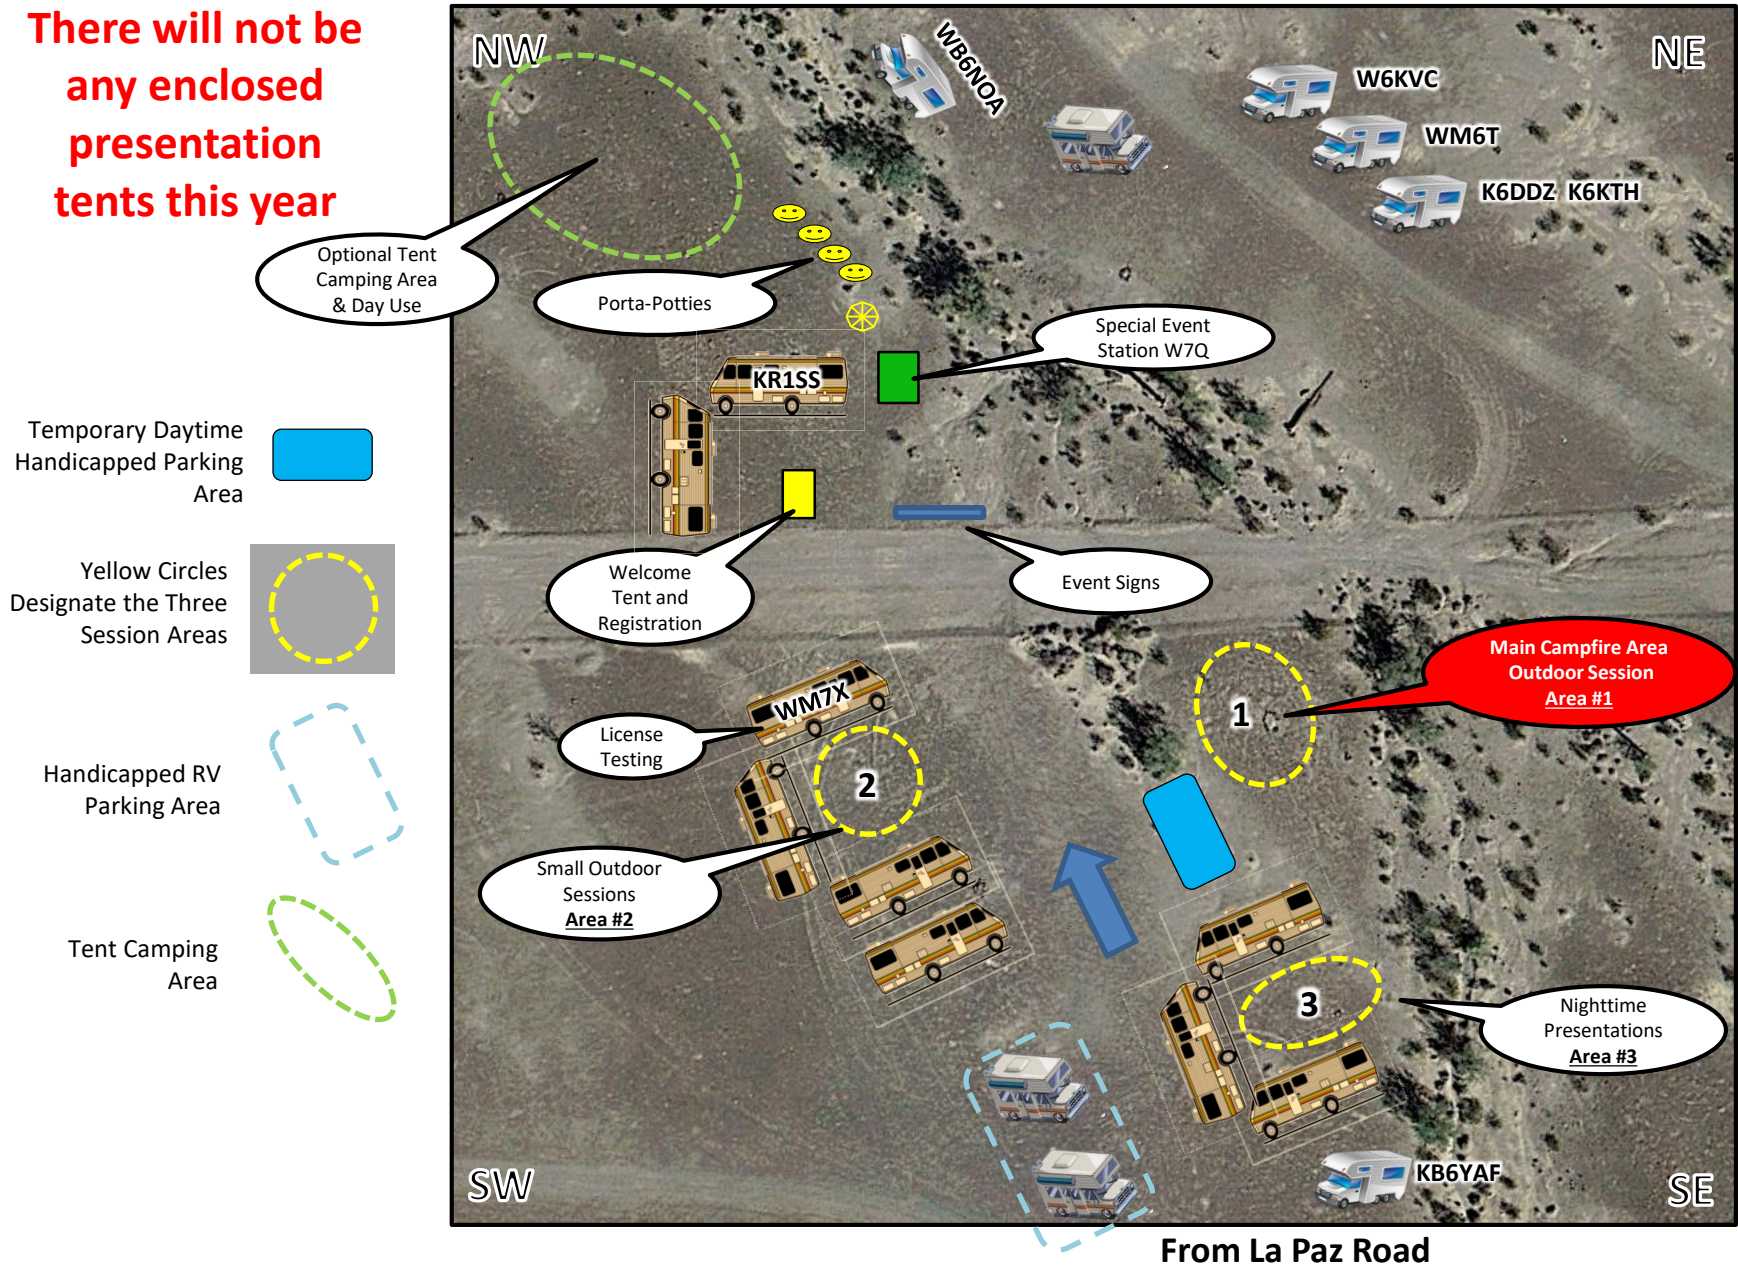 There will not be
any enclosed
presentation
tents this year
NW
NE
WB6NOA
W6KVC
WM6T
K6DDZ K6KTH
Optional Tent
Camping Area
& Day Use
Porta-Potties
Special Event
Station W7Q
KR1SS
Temporary Daytime
Handicapped Parking
Area
Welcome
Tent and
Registration
Event Signs
Yellow Circles
Designate the Three
Session Areas
Main Campfire Area
Outdoor Session
Area #1
1
WM7X
License
Testing
2
Handicapped RV
Parking Area
Small Outdoor
Sessions
Area #2
Tent Camping
Area
3
Nighttime
Presentations
Area #3
KB6YAF
SW
SE
From La Paz Road